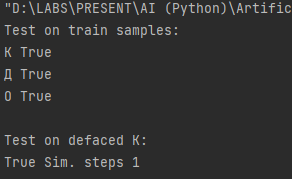 "D:\LABS\PRESENT\AI (Python)\Artific
Test on train samples:
К True
Д True
О True
Test on defaced К:
True Sim. steps 1